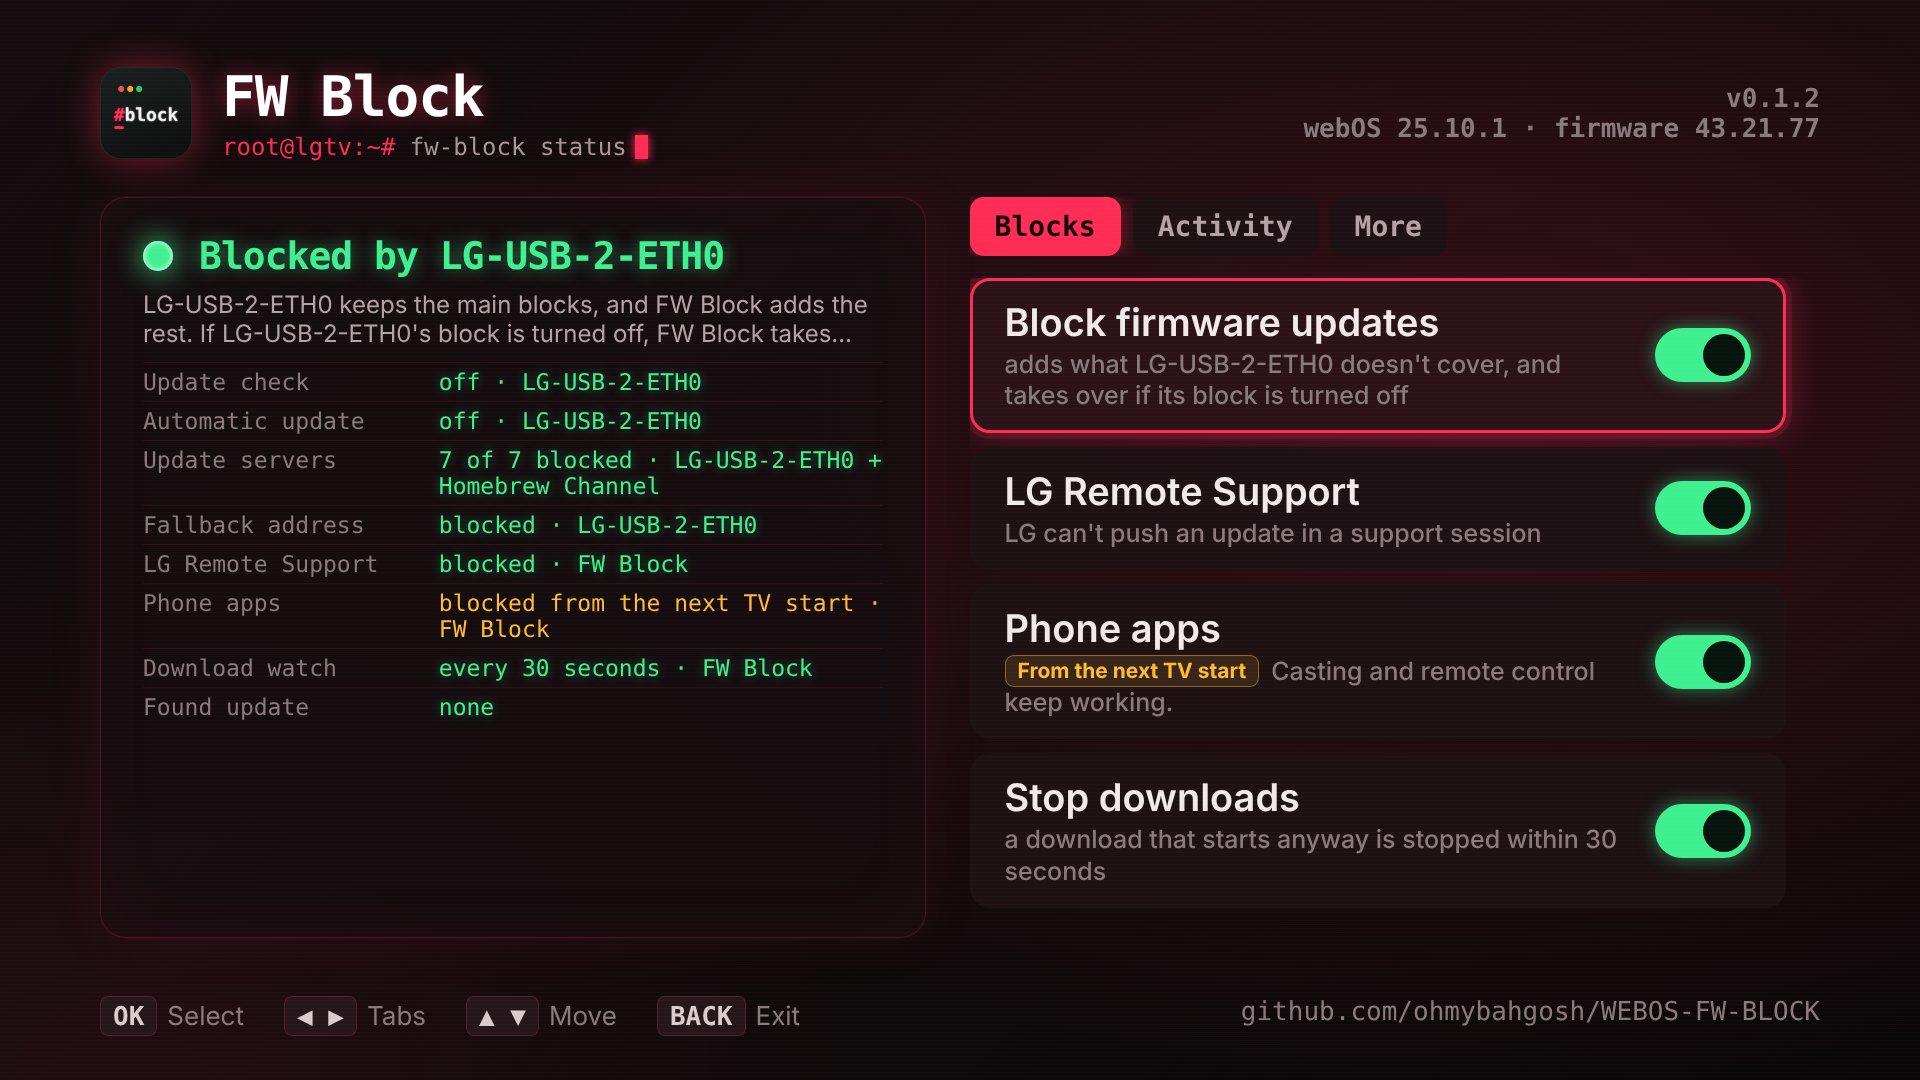 #block
FW Block
root@lgtv:~# fw-block status
v0.1.2
webOS 25.10.1 · firmware 43.21.77
Blocked by LG-USB-2-ETH0
LG-USB-2-ETH0 keeps the main blocks, and FW Block adds the
rest. If LG-USB-2-ETH0's block is turned off, FW Block takes...
Update check off · LG-USB-2-ETH0
Automatic update off · LG-USB-2-ETH0
Update servers 7 of 7 blocked · LG-USB-2-ETH0 +
Homebrew Channel
Fallback address blocked · LG-USB-2-ETH0
LG Remote Support blocked · FW Block
Phone apps blocked from the next TV start ·
FW Block
Download watch every 30 seconds · FW Block
Found update none
Blocks Activity More
Block firmware updates
adds what LG-USB-2-ETH0 doesn't cover, and
takes over if its block is turned off
LG Remote Support
LG can't push an update in a support session
Phone apps
From the next TV start Casting and remote control
keep working.
Stop downloads
a download that starts anyway is stopped within 30
seconds
OK Select ◄ ► Tabs ▲ ▼ Move BACK Exit
github.com/ohmybahgosh/WEBOS-FW-BLOCK